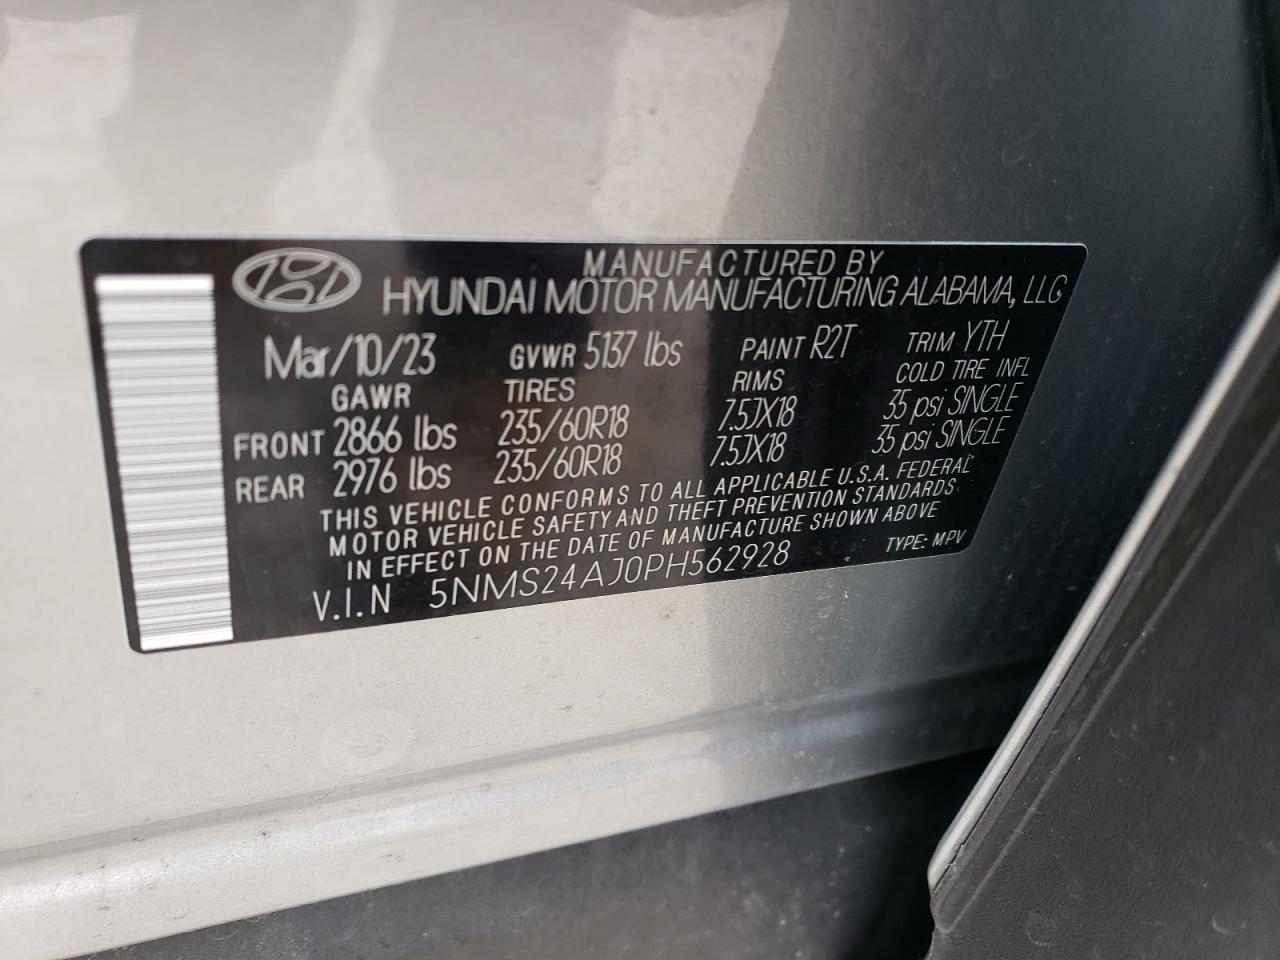 MANUFACTURED BY
HYUNDAI MOTOR MANUFACTURING ALABAMA, LLC
Mar/10/23 GVWR 5137 lbs PAINT R2T TRIM YTH
GAWR TIRES RIMS COLD TIRE INFL
FRONT 2866 lbs 235/60R18 7.5JX18 35 psi SINGLE
REAR 2976 lbs 235/60R18 7.5JX18 35 psi SINGLE
THIS VEHICLE CONFORMS TO ALL APPLICABLE U.S.A. FEDERAL
MOTOR VEHICLE SAFETY AND THEFT PREVENTION STANDARDS
IN EFFECT ON THE DATE OF MANUFACTURE SHOWN ABOVE
V.I.N 5NMS24AJ0PH562928 TYPE: MPV